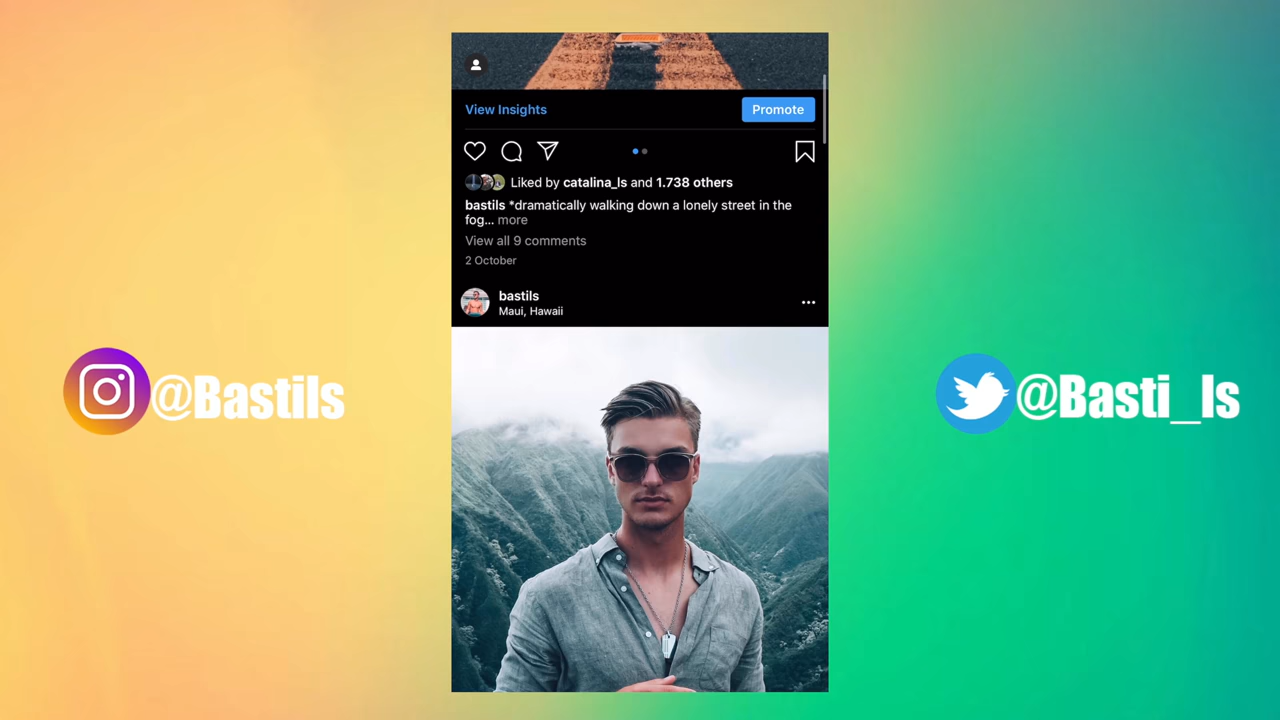 View Insights
Promote
Liked by catalina_ls and 1.738 others
bastils *dramatically walking down a lonely street in the
fog... more
View all 9 comments
2 October
bastils
Maui, Hawaii
@Bastils
@Basti_ls